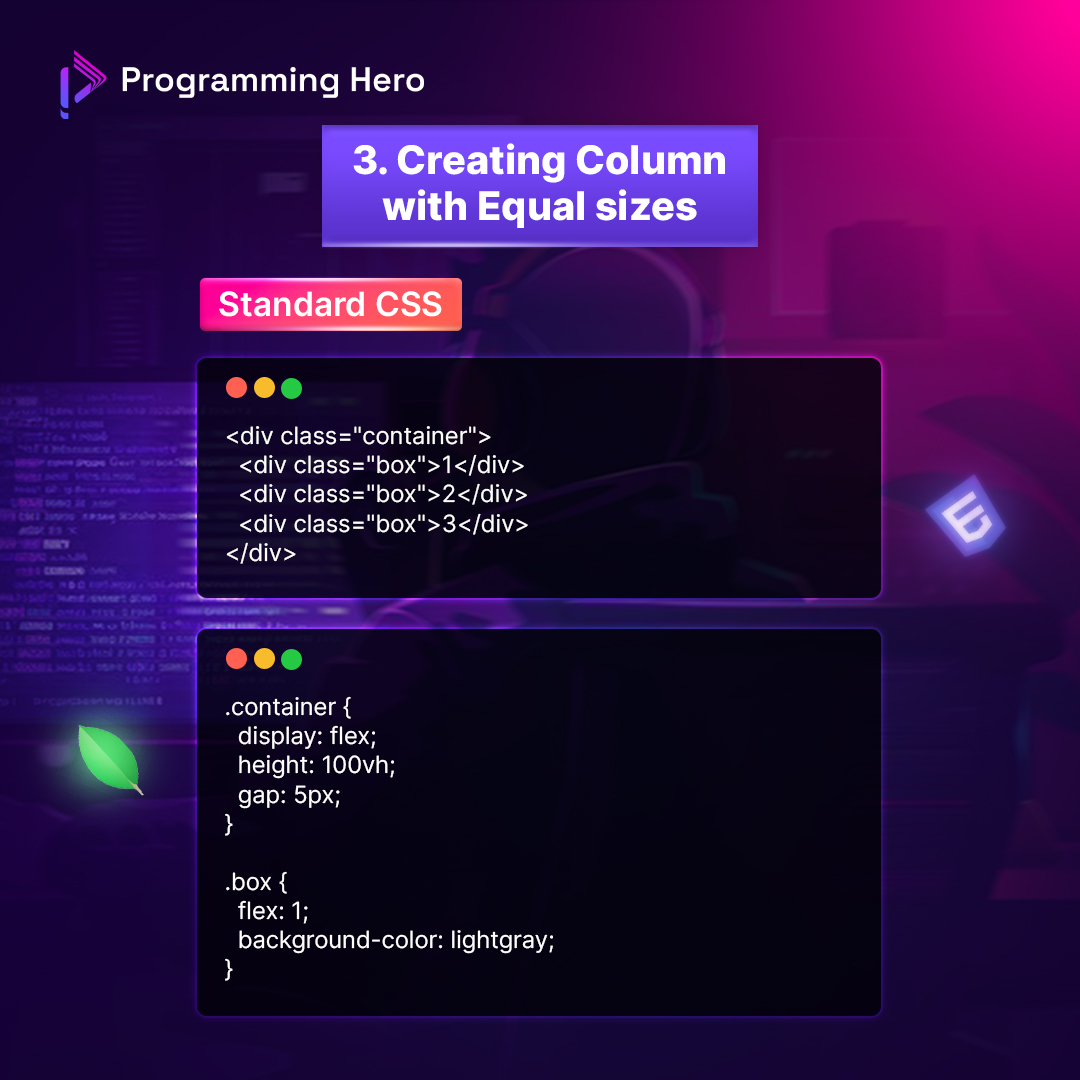 Programming Hero
3. Creating Column
with Equal sizes
Standard CSS
<div class="container">
  <div class="box">1</div>
  <div class="box">2</div>
  <div class="box">3</div>
</div>
.container {
  display: flex;
  height: 100vh;
  gap: 5px;
}
.box {
  flex: 1;
  background-color: lightgray;
}